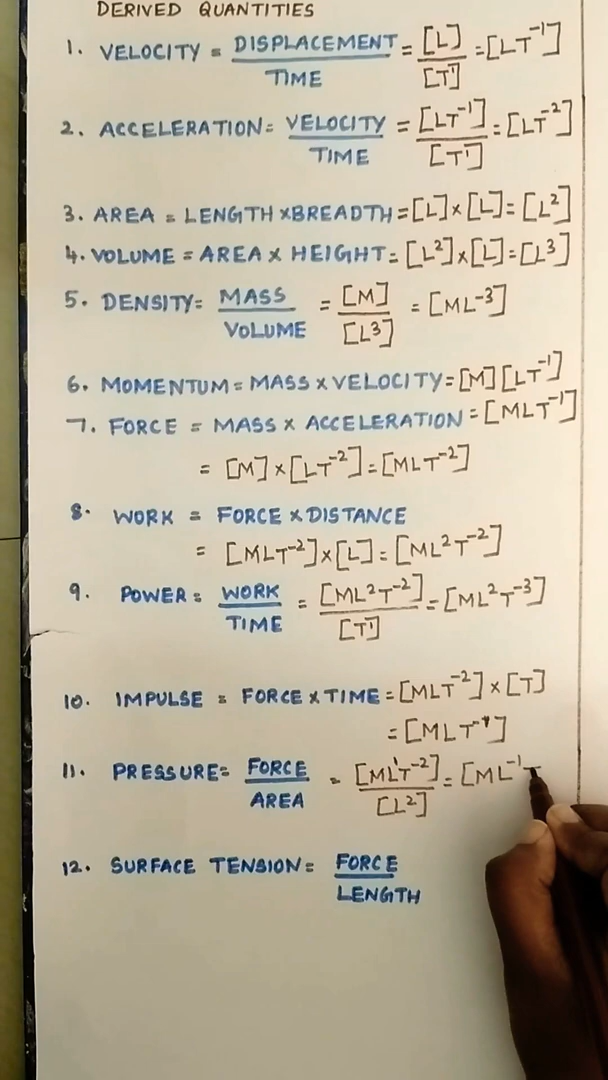 DERIVED QUANTITIES
1. VELOCITY = DISPLACEMENT/TIME = [L]/[T¹] = [LT⁻¹]
2. ACCELERATION = VELOCITY/TIME = [LT⁻¹]/[T¹] = [LT⁻²]
3. AREA = LENGTH × BREADTH = [L] × [L] = [L²]
4. VOLUME = AREA × HEIGHT = [L²] × [L] = [L³]
5. DENSITY = MASS/VOLUME = [M]/[L³] = [ML⁻³]
6. MOMENTUM = MASS × VELOCITY = [M][LT⁻¹]
= [MLT⁻¹]
7. FORCE = MASS × ACCELERATION
= [M] × [LT⁻²] = [MLT⁻²]
8. WORK = FORCE × DISTANCE
= [MLT⁻²] × [L] = [ML²T⁻²]
9. POWER = WORK/TIME = [ML²T⁻²]/[T¹] = [ML²T⁻³]
10. IMPULSE = FORCE × TIME = [MLT⁻²] × [T]
= [MLT⁻¹]
11. PRESSURE = FORCE/AREA = [ML¹T⁻²]/[L²] = [ML⁻¹
12. SURFACE TENSION = FORCE/LENGTH